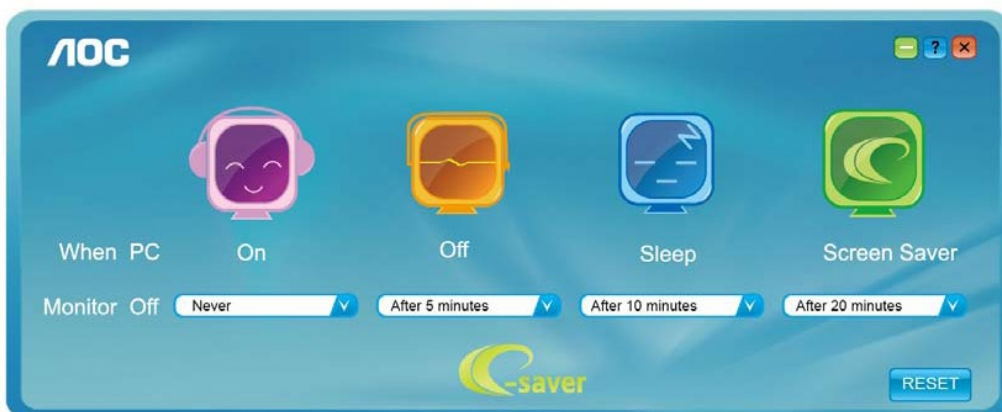 AOC
?
When PC On Off Sleep Screen Saver
Monitor Off Never After 5 minutes After 10 minutes After 20 minutes
e-saver
RESET